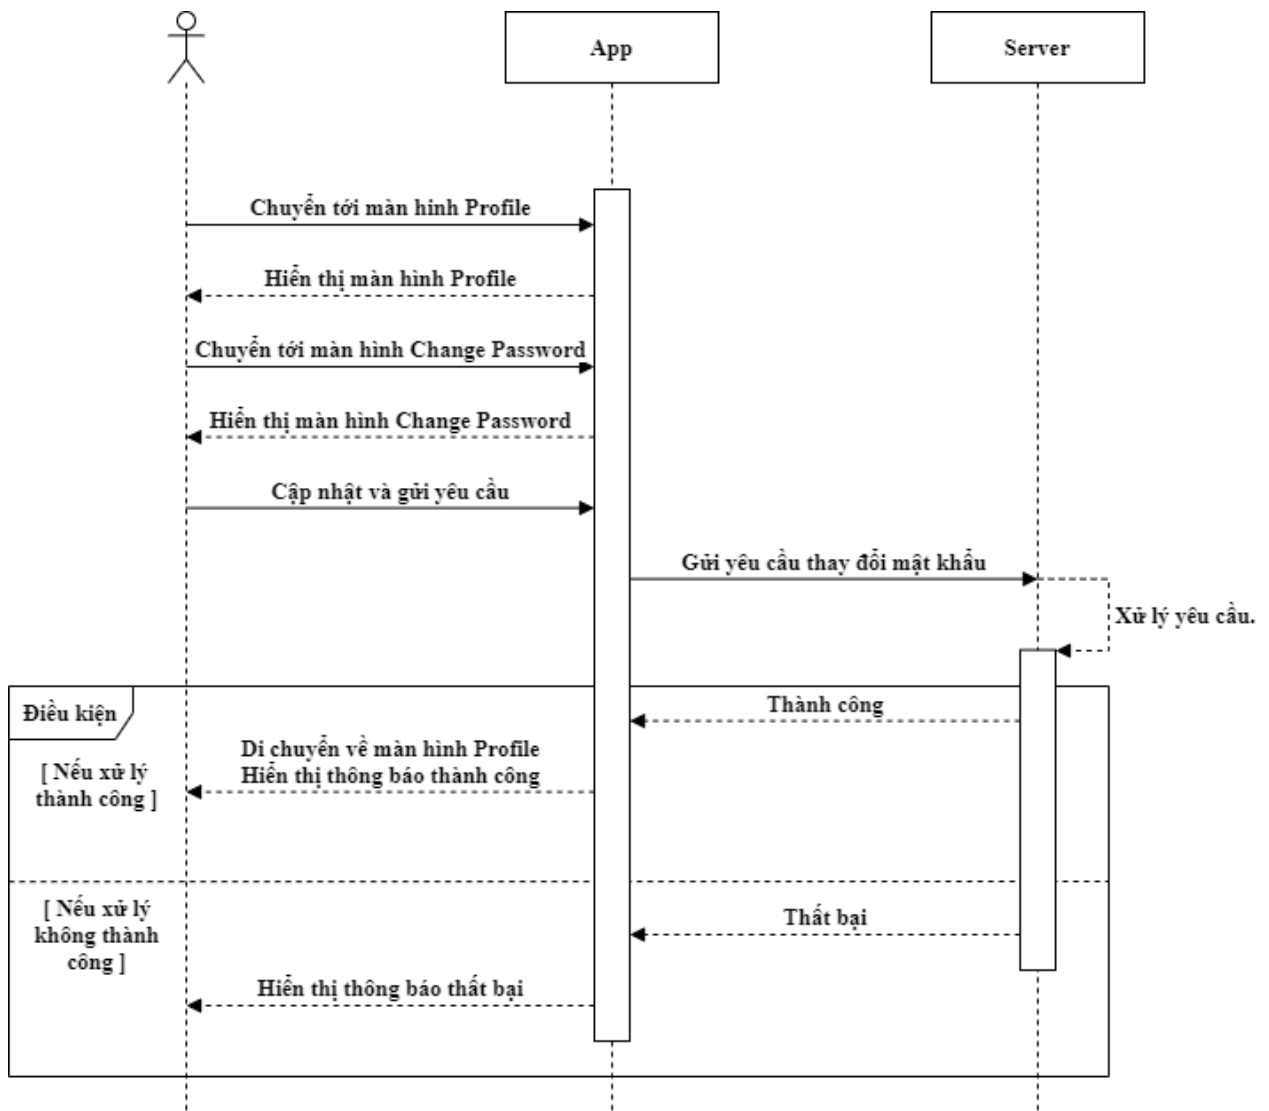 App
Server
Chuyển tới màn hình Profile
Hiển thị màn hình Profile
Chuyển tới màn hình Change Password
Hiển thị màn hình Change Password
Cập nhật và gửi yêu cầu
Gửi yêu cầu thay đổi mật khẩu
Xử lý yêu cầu.
Điều kiện
Thành công
[ Nếu xử lý
thành công ]
Di chuyển về màn hình Profile
Hiển thị thông báo thành công
[ Nếu xử lý
không thành
công ]
Thất bại
Hiển thị thông báo thất bại